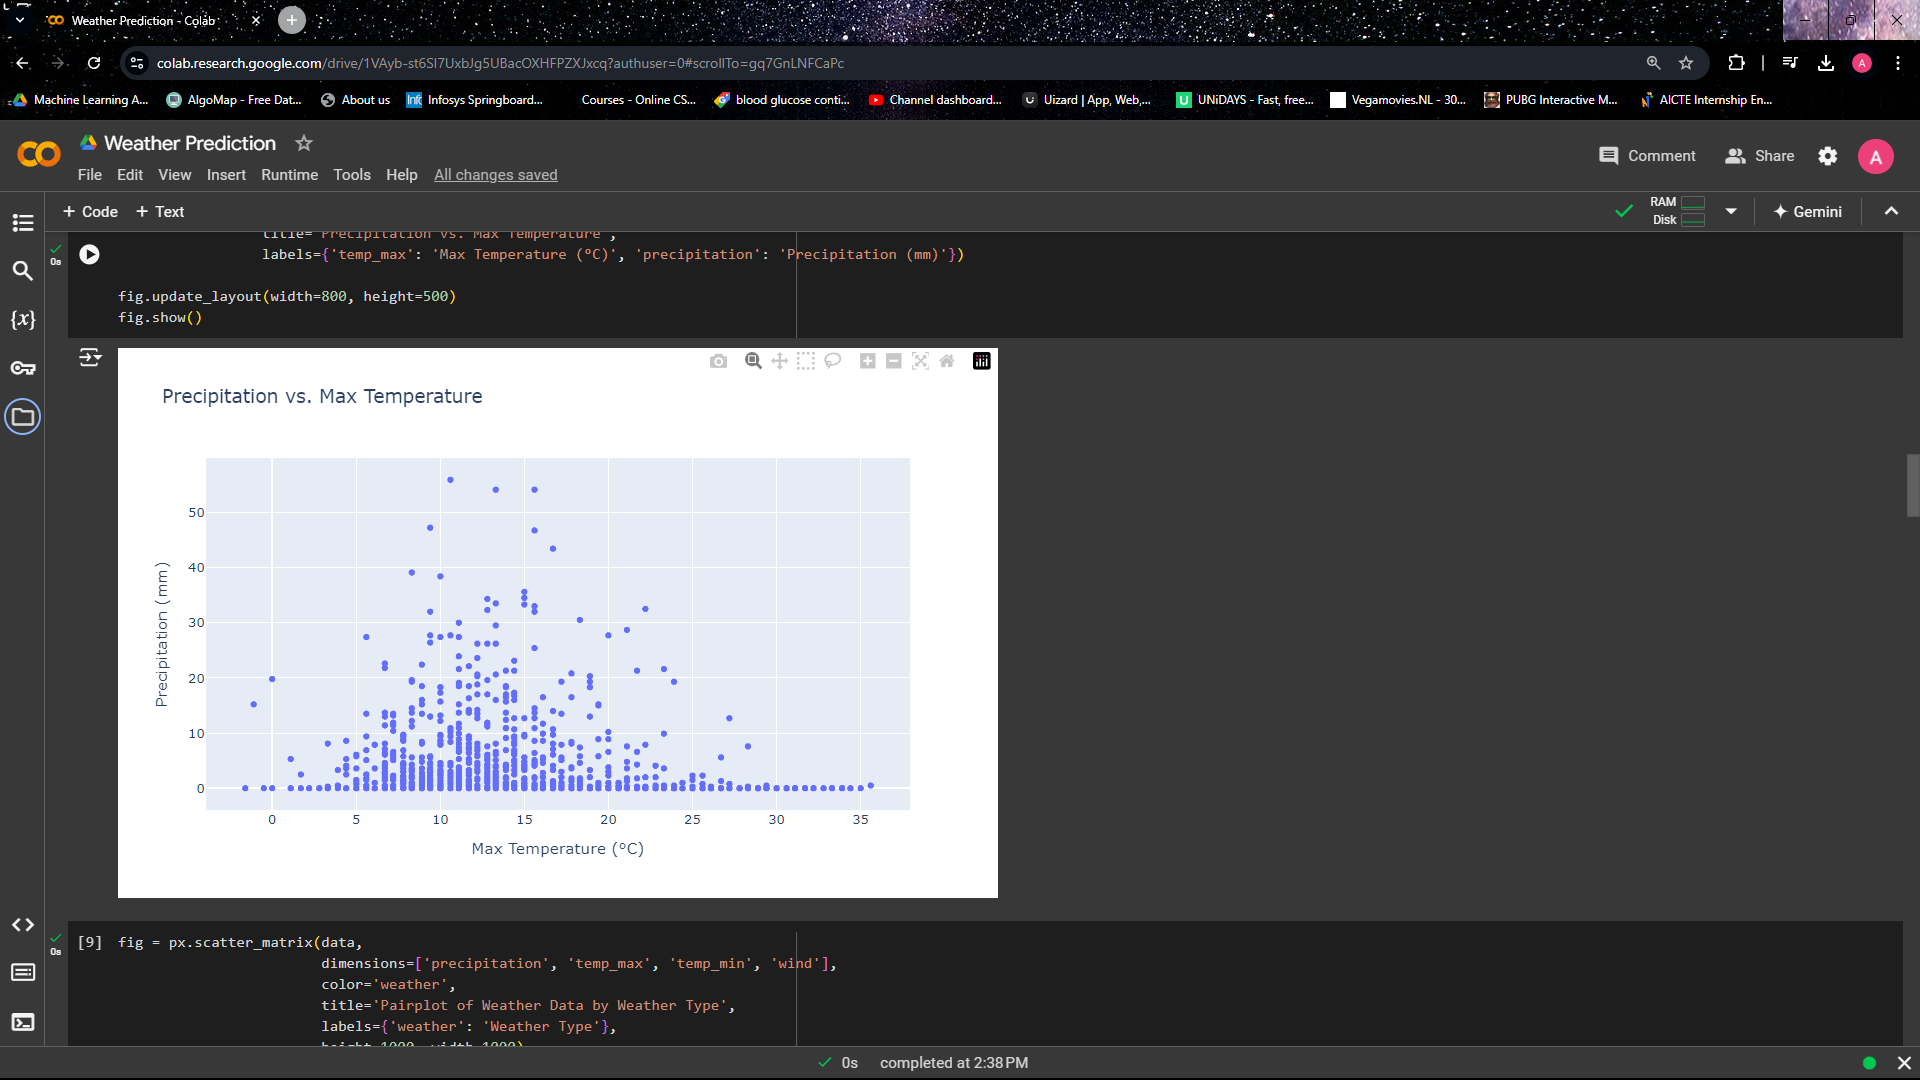 Weather Prediction - Colab
colab.research.google.com/drive/1VAyb-st6SI7UxbJg5UBacOXHFPZXJxcq?authuser=0#scrollTo=gq7GnLNFCaPc
A
Machine Learning A...
AlgoMap - Free Dat...
About us
Infosys Springboard...
Courses - Online CS...
blood glucose conti...
Channel dashboard...
Uizard | App, Web,...
UNiDAYS - Fast, free...
Vegamovies.NL - 30...
PUBG Interactive M...
AICTE Internship En...
Weather Prediction
Comment
Share
A
File Edit View Insert Runtime Tools Help All changes saved
+ Code + Text
RAM
Disk
Gemini
0s
title='Precipitation vs. Max Temperature',
labels={'temp_max': 'Max Temperature (°C)', 'precipitation': 'Precipitation (mm)'})
fig.update_layout(width=800, height=500)
fig.show()
{x}
Precipitation vs. Max Temperature
50
40
30
20
10
0
Precipitation (mm)
0 5 10 15 20 25 30 35
Max Temperature (°C)
0s
[9] fig = px.scatter_matrix(data,
dimensions=['precipitation', 'temp_max', 'temp_min', 'wind'],
color='weather',
title='Pairplot of Weather Data by Weather Type',
labels={'weather': 'Weather Type'},
height=1000, width=1000)
0s completed at 2:38 PM